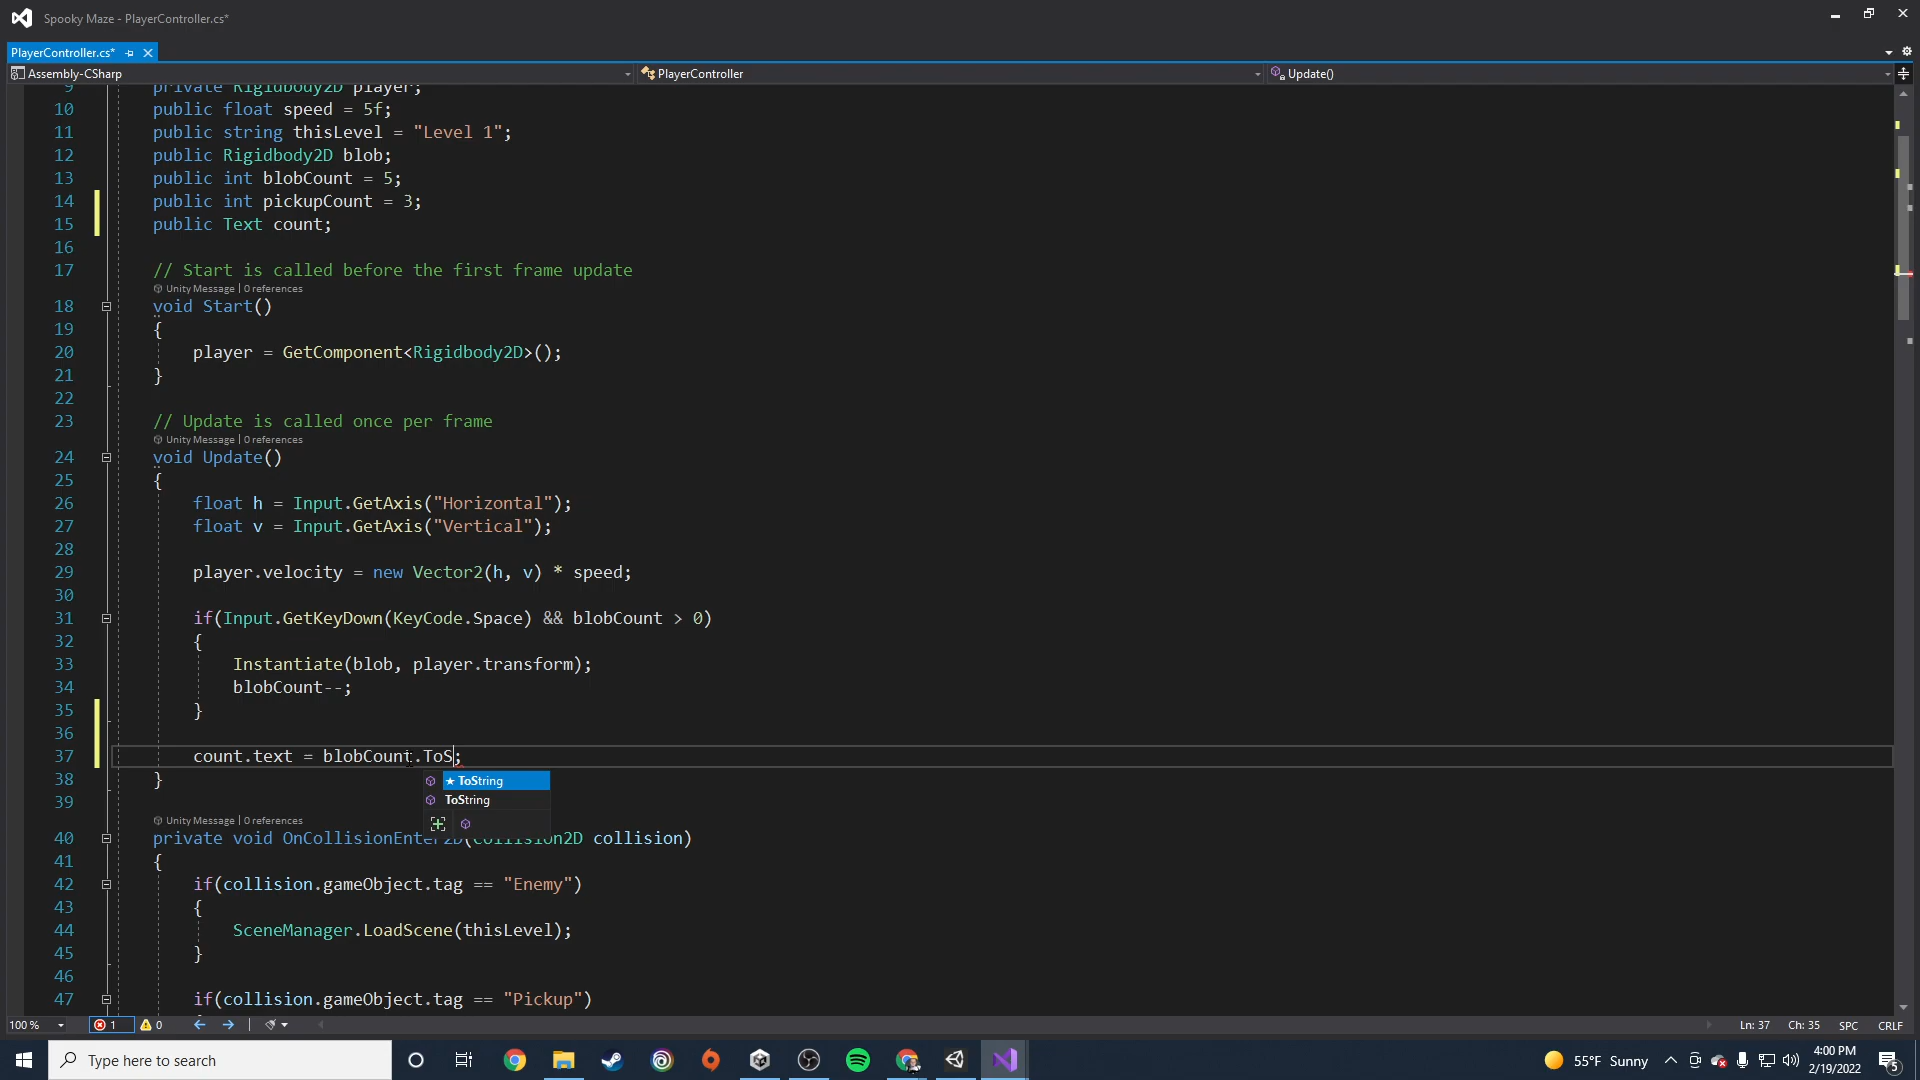 Spooky Maze - PlayerController.cs*
PlayerController.cs*
Assembly-CSharp PlayerController Update()
9 private Rigidbody2D player;
10 public float speed = 5f;
11 public string thisLevel = "Level 1";
12 public Rigidbody2D blob;
13 public int blobCount = 5;
14 public int pickupCount = 3;
15 public Text count;
16
17 // Start is called before the first frame update
Unity Message | 0 references
18 void Start()
19 {
20 player = GetComponent<Rigidbody2D>();
21 }
22
23 // Update is called once per frame
Unity Message | 0 references
24 void Update()
25 {
26 float h = Input.GetAxis("Horizontal");
27 float v = Input.GetAxis("Vertical");
28
29 player.velocity = new Vector2(h, v) * speed;
30
31 if(Input.GetKeyDown(KeyCode.Space) && blobCount > 0)
32 {
33 Instantiate(blob, player.transform);
34 blobCount--;
35 }
36
37 count.text = blobCount.ToS;
★ ToString
38 }
ToString
39
Unity Message | 0 references
40 private void OnCollisionEnter2D(Collision2D collision)
41 {
42 if(collision.gameObject.tag == "Enemy")
43 {
44 SceneManager.LoadScene(thisLevel);
45 }
46
47 if(collision.gameObject.tag == "Pickup")
100 % 1 0 Ln: 37 Ch: 35 SPC CRLF
Type here to search 55°F Sunny 4:00 PM
2/19/2022 5